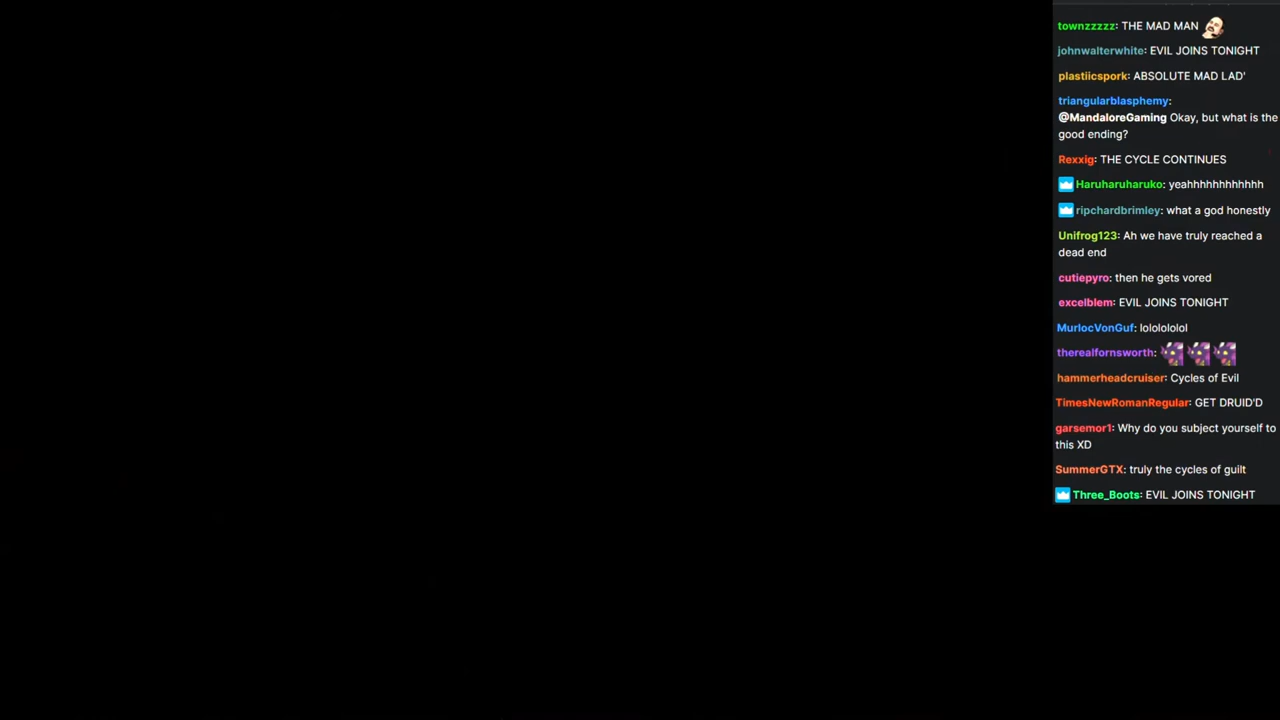 townzzzzz: THE MAD MAN
johnwalterwhite: EVIL JOINS TONIGHT
plastiicspork: ABSOLUTE MAD LAD'
triangularblasphemy:
@MandaloreGaming Okay, but what is the
good ending?
Rexxig: THE CYCLE CONTINUES
Haruharuharuko: yeahhhhhhhhhhhh
ripchardbrimley: what a god honestly
Unifrog123: Ah we have truly reached a
dead end
cutiepyro: then he gets vored
excelblem: EVIL JOINS TONIGHT
MurlocVonGuf: lolololololol
therealfornsworth:
hammerheadcruiser: Cycles of Evil
TimesNewRomanRegular: GET DRUID'D
garsemor1: Why do you subject yourself to
this XD
SummerGTX: truly the cycles of guilt
Three_Boots: EVIL JOINS TONIGHT